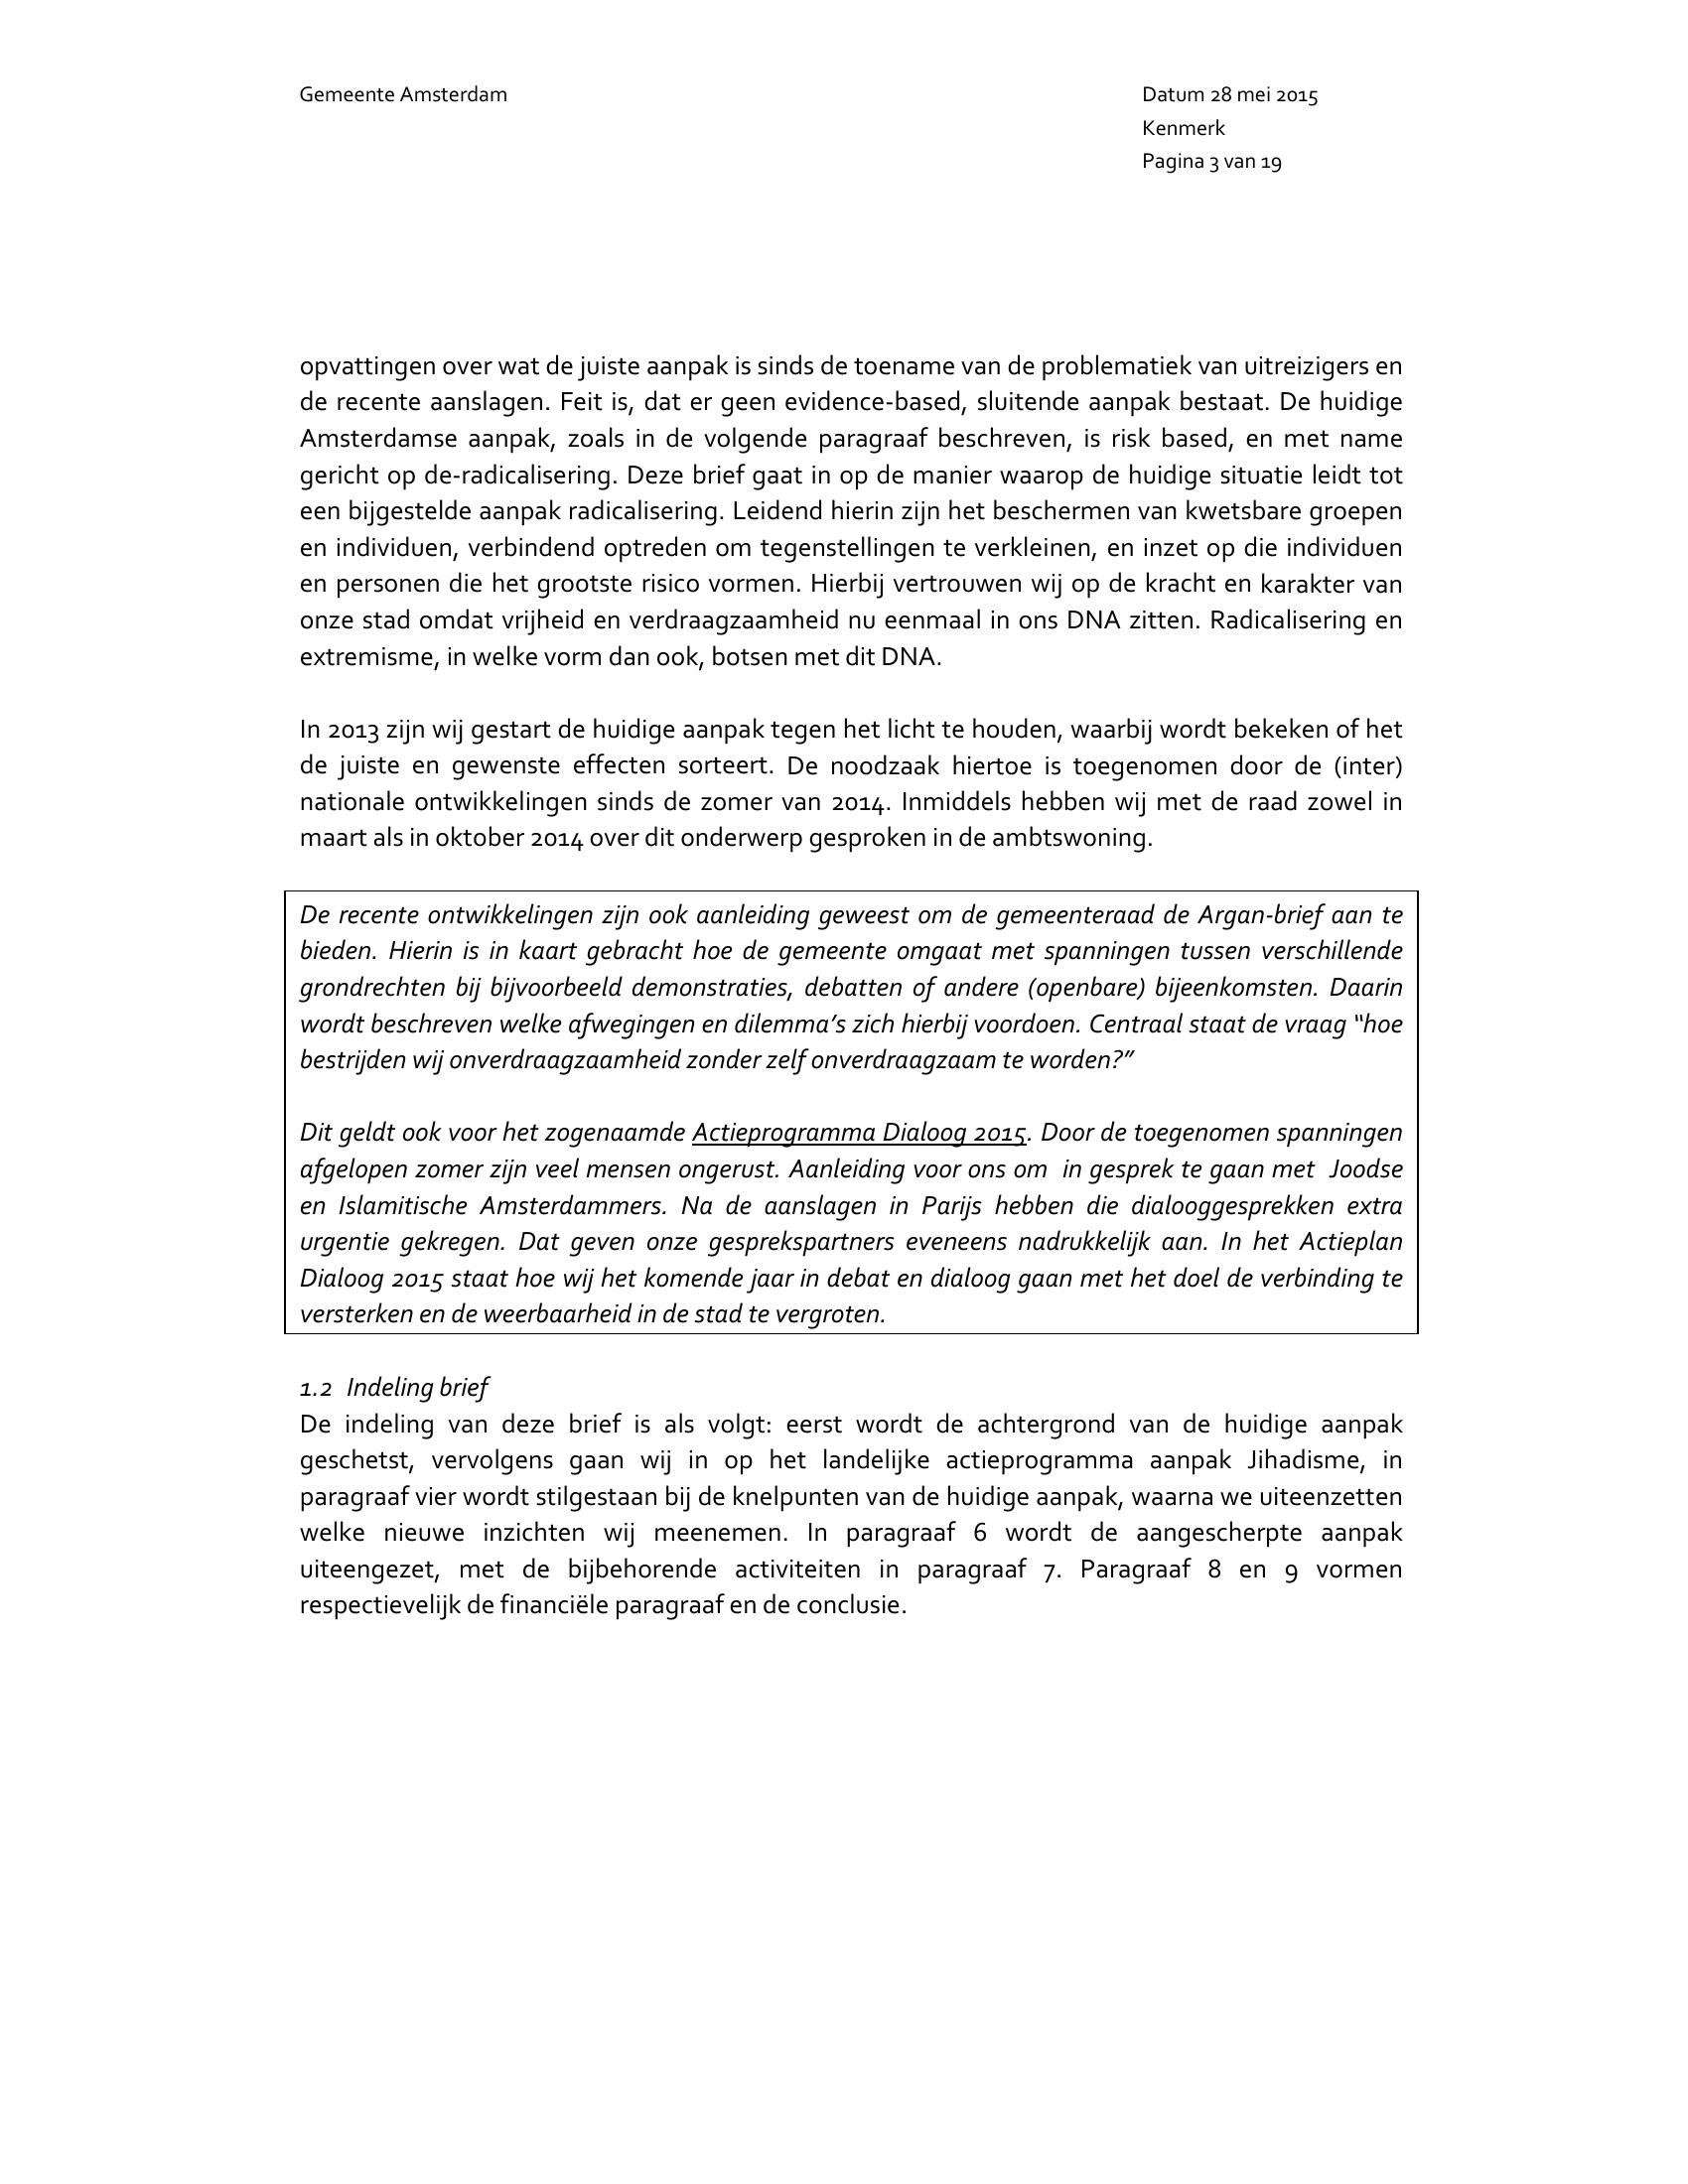 Gemeente Amsterdam
Datum 28 mei 2015
Kenmerk
Pagina 3 van 19
opvattingen over wat de juiste aanpak is sinds de toename van de problematiek van uitreizigers en
de recente aanslagen. Feit is, dat er geen evidence-based, sluitende aanpak bestaat. De huidige
Amsterdamse aanpak, zoals in de volgende paragraaf beschreven, is risk based, en met name
gericht op de-radicalisering. Deze brief gaat in op de manier waarop de huidige situatie leidt tot
een bijgestelde aanpak radicalisering. Leidend hierin zijn het beschermen van kwetsbare groepen
en individuen, verbindend optreden om tegenstellingen te verkleinen, en inzet op die individuen
en personen die het grootste risico vormen. Hierbij vertrouwen wij op de kracht en karakter van
onze stad omdat vrijheid en verdraagzaamheid nu eenmaal in ons DNA zitten. Radicalisering en
extremisme, in welke vorm dan ook, botsen met dit DNA.
In 2013 zijn wij gestart de huidige aanpak tegen het licht te houden, waarbij wordt bekeken of het
de juiste en gewenste effecten sorteert. De noodzaak hiertoe is toegenomen door de (inter)
nationale ontwikkelingen sinds de zomer van 2014. Inmiddels hebben wij met de raad zowel in
maart als in oktober 2014 over dit onderwerp gesproken in de ambtswoning.
De recente ontwikkelingen zijn ook aanleiding geweest om de gemeenteraad de Argan-brief aan te
bieden. Hierin is in kaart gebracht hoe de gemeente omgaat met spanningen tussen verschillende
grondrechten bij bijvoorbeeld demonstraties, debatten of andere (openbare) bijeenkomsten. Daarin
wordt beschreven welke afwegingen en dilemma’s zich hierbij voordoen. Centraal staat de vraag “hoe
bestrijden wij onverdraagzaamheid zonder zelf onverdraagzaam te worden?”
Dit geldt ook voor het zogenaamde Actieprogramma Dialoog 2015. Door de toegenomen spanningen
afgelopen zomer zijn veel mensen ongerust. Aanleiding voor ons om in gesprek te gaan met Joodse
en Islamitische Amsterdammers. Na de aanslagen in Parijs hebben die dialooggesprekken extra
urgentie gekregen. Dat geven onze gesprekspartners eveneens nadrukkelijk aan. In het Actieplan
Dialoog 2015 staat hoe wij het komende jaar in debat en dialoog gaan met het doel de verbinding te
versterken en de weerbaarheid in de stad te vergroten.
1.2 Indeling brief
De indeling van deze brief is als volgt: eerst wordt de achtergrond van de huidige aanpak
geschetst, vervolgens gaan wij in op het landelijke actieprogramma aanpak Jihadisme, in
paragraaf vier wordt stilgestaan bij de knelpunten van de huidige aanpak, waarna we uiteenzetten
welke nieuwe inzichten wij meenemen. In paragraaf 6 wordt de aangescherpte aanpak
uiteengezet, met de bijbehorende activiteiten in paragraaf 7. Paragraaf 8 en 9 vormen
respectievelijk de financiële paragraaf en de conclusie.